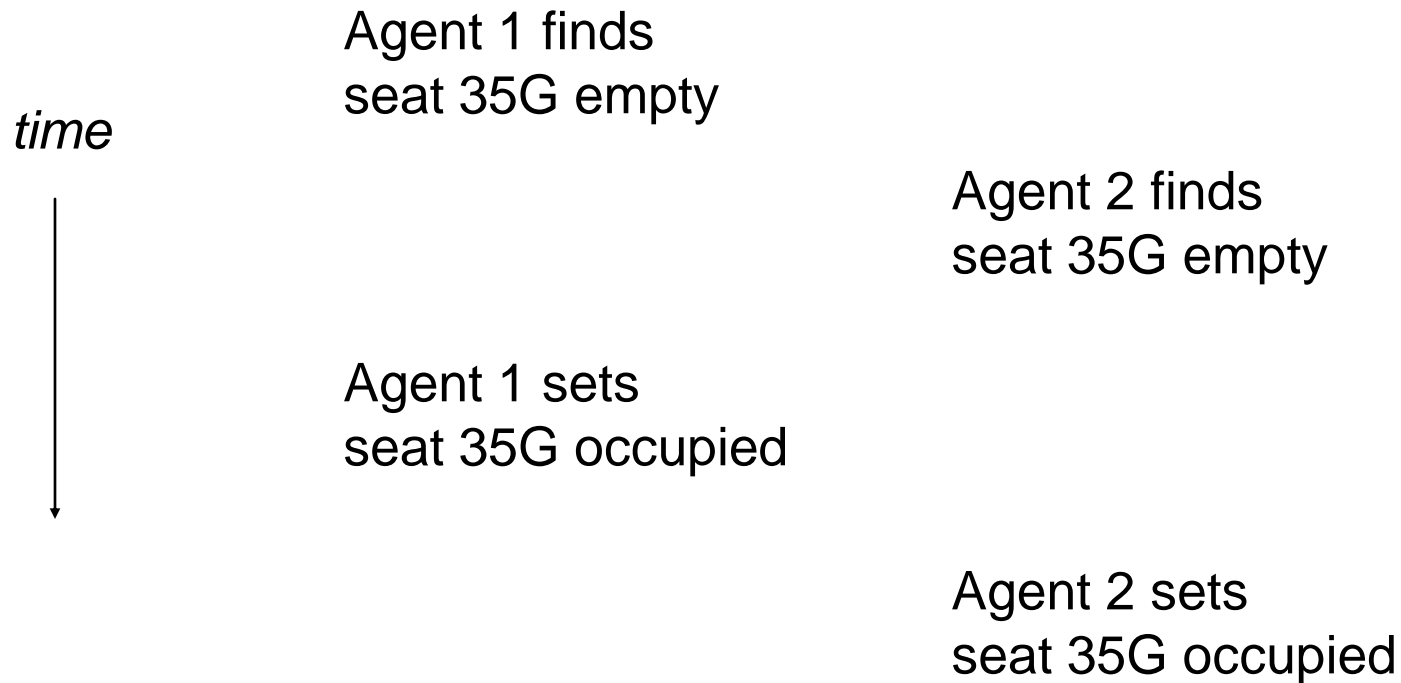 Agent 1 finds
seat 35G empty
time
Agent 2 finds
seat 35G empty
Agent 1 sets
seat 35G occupied
Agent 2 sets
seat 35G occupied